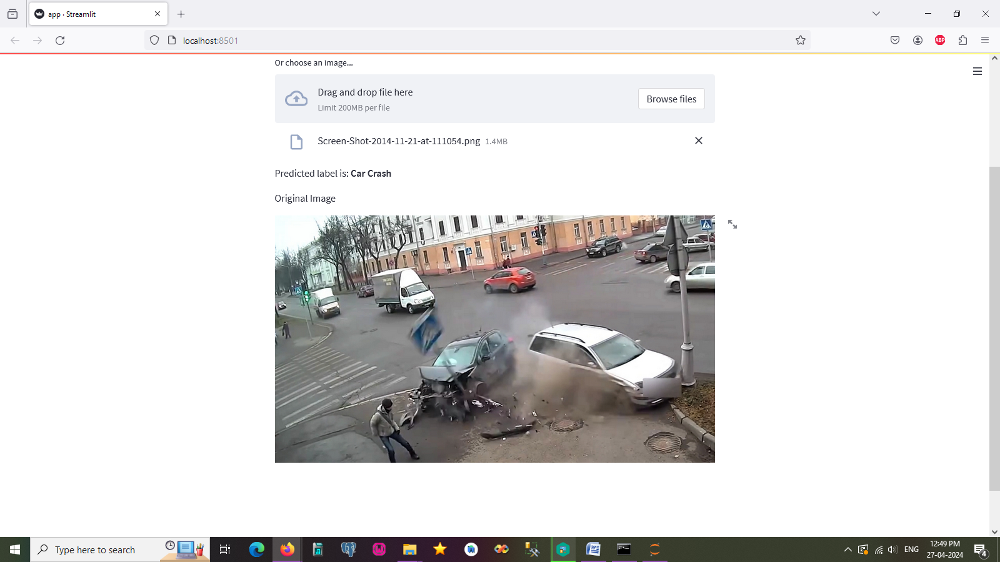 app · Streamlit
localhost:8501
ABP
Or choose an image...
Drag and drop file here
Limit 200MB per file
Browse files
Screen-Shot-2014-11-21-at-111054.png 1.4MB
Predicted label is: Car Crash
Original Image
Type here to search
ENG
12:49 PM
27-04-2024
4